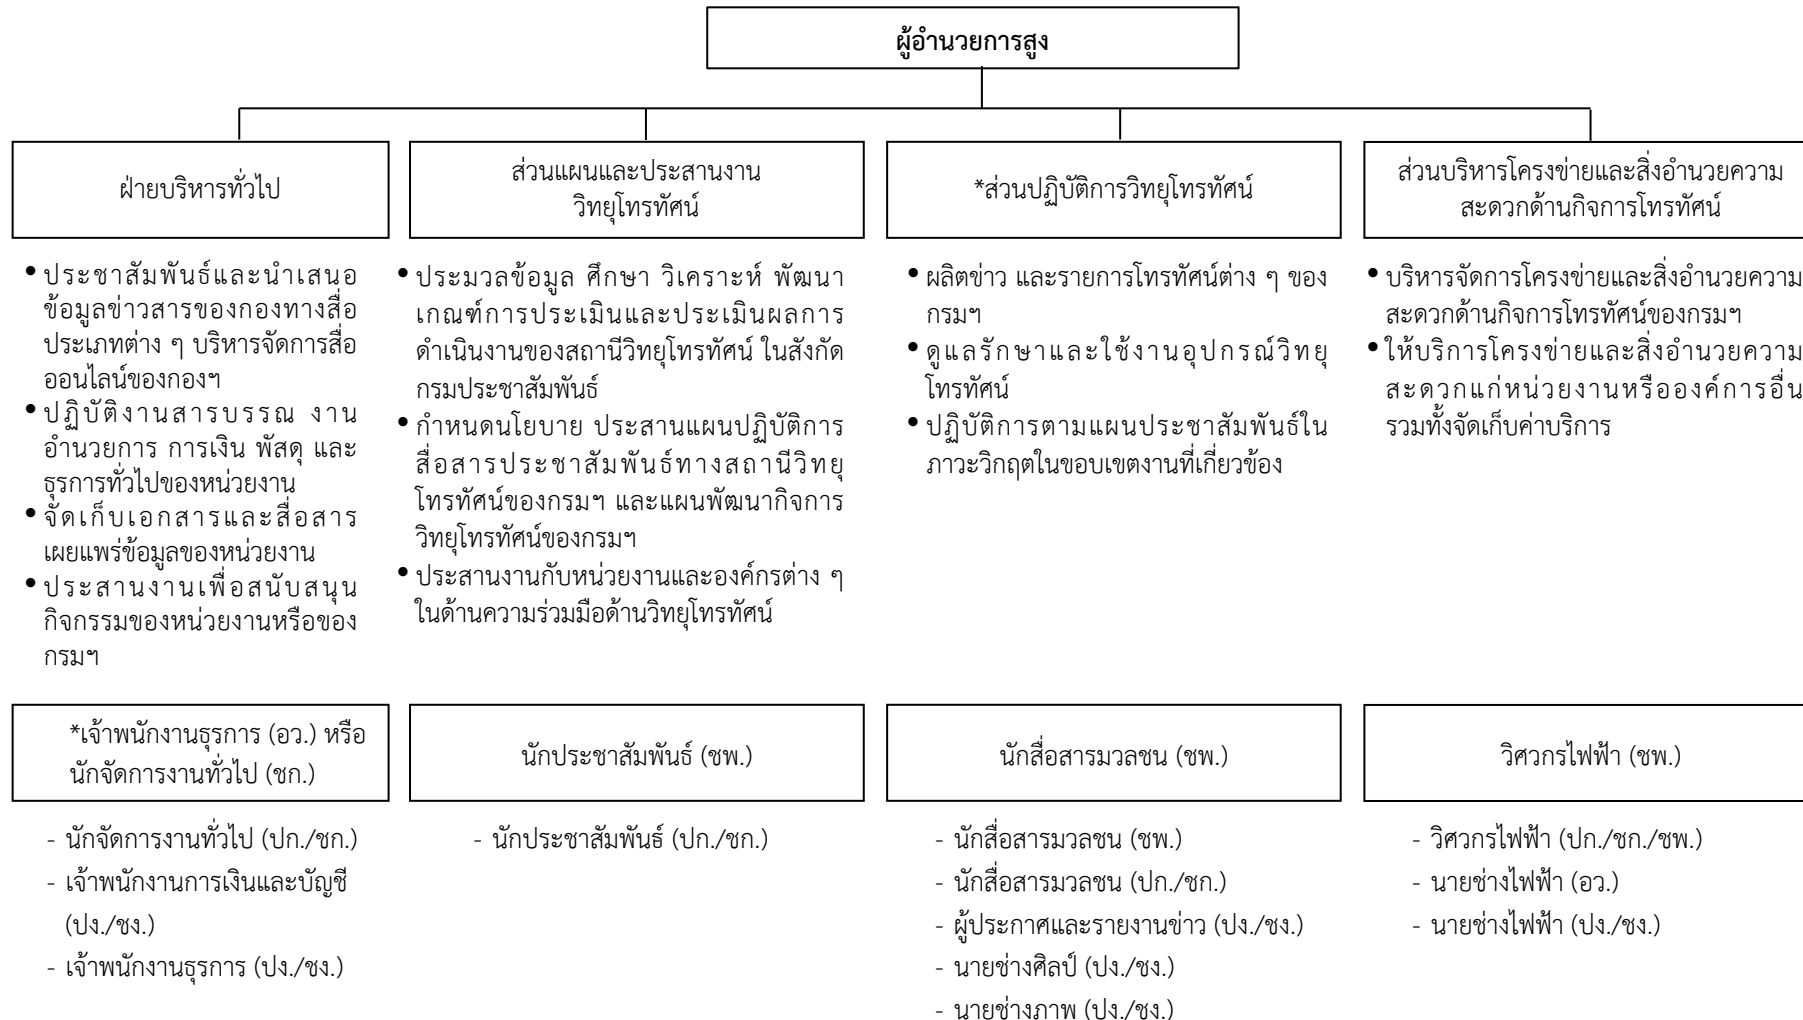 ผู้อำนวยการสูง
ฝ่ายบริหารทั่วไป
ส่วนแผนและประสานงาน
วิทยุโทรทัศน์
*ส่วนปฏิบัติการวิทยุโทรทัศน์
ส่วนบริหารโครงข่ายและสิ่งอำนวยความ
สะดวกด้านกิจการโทรทัศน์
• ประชาสัมพันธ์และนำเสนอ
ข้อมูลข่าวสารของกองทางสื่อ
ประเภทต่าง ๆ บริหารจัดการสื่อ
ออนไลน์ของกองฯ
• ปฏิบัติงานสารบรรณ งาน
อำนวยการ การเงิน พัสดุ และ
ธุรการทั่วไปของหน่วยงาน
• จัดเก็บเอกสารและสื่อสาร
เผยแพร่ข้อมูลของหน่วยงาน
• ประสานงานเพื่อสนับสนุน
กิจกรรมของหน่วยงานหรือของ
กรมฯ
• ประมวลข้อมูล ศึกษา วิเคราะห์ พัฒนา
เกณฑ์การประเมินและประเมินผลการ
ดำเนินงานของสถานีวิทยุโทรทัศน์ ในสังกัด
กรมประชาสัมพันธ์
• กำหนดนโยบาย ประสานแผนปฏิบัติการ
สื่อสารประชาสัมพันธ์ทางสถานีวิทยุ
โทรทัศน์ของกรมฯ และแผนพัฒนากิจการ
วิทยุโทรทัศน์ของกรมฯ
• ประสานงานกับหน่วยงานและองค์กรต่าง ๆ
ในด้านความร่วมมือด้านวิทยุโทรทัศน์
• ผลิตข่าว และรายการโทรทัศน์ต่าง ๆ ของ
กรมฯ
• ดูแลรักษาและใช้งานอุปกรณ์วิทยุ
โทรทัศน์
• ปฏิบัติการตามแผนประชาสัมพันธ์ใน
ภาวะวิกฤตในขอบเขตงานที่เกี่ยวข้อง
• บริหารจัดการโครงข่ายและสิ่งอำนวยความ
สะดวกด้านกิจการโทรทัศน์ของกรมฯ
• ให้บริการโครงข่ายและสิ่งอำนวยความ
สะดวกแก่หน่วยงานหรือองค์การอื่น
รวมทั้งจัดเก็บค่าบริการ
*เจ้าพนักงานธุรการ (อว.) หรือ
นักจัดการงานทั่วไป (ชก.)
นักประชาสัมพันธ์ (ชพ.)
นักสื่อสารมวลชน (ชพ.)
วิศวกรไฟฟ้า (ชพ.)
- นักจัดการงานทั่วไป (ปก./ชก.)
- เจ้าพนักงานการเงินและบัญชี
(ปง./ชง.)
- เจ้าพนักงานธุรการ (ปง./ชง.)
- นักประชาสัมพันธ์ (ปก./ชก.)
- นักสื่อสารมวลชน (ชพ.)
- นักสื่อสารมวลชน (ปก./ชก.)
- ผู้ประกาศและรายงานข่าว (ปง./ชง.)
- นายช่างศิลป์ (ปง./ชง.)
- นายช่างภาพ (ปง./ชง.)
- วิศวกรไฟฟ้า (ปก./ชก./ชพ.)
- นายช่างไฟฟ้า (อว.)
- นายช่างไฟฟ้า (ปง./ชง.)